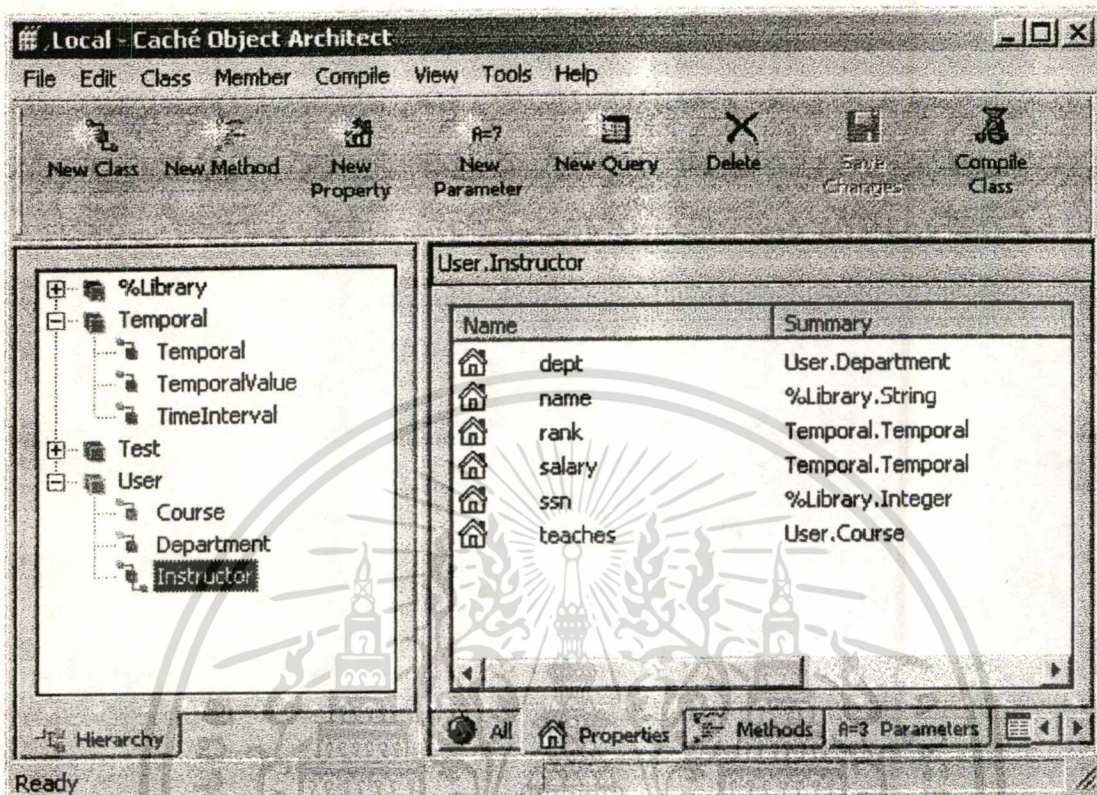 Local - Caché Object Architect
File Edit Class Member Compile View Tools Help
New Class New Method New Property A=? New Parameter New Query Delete Save Changes Compile Class
User.Instructor
%Library
Temporal
Temporal
TemporalValue
TimeInterval
Test
User
Course
Department
Instructor
Name Summary
dept User.Department
name %Library.String
rank Temporal.Temporal
salary Temporal.Temporal
ssn %Library.Integer
teaches User.Course
Hierarchy
All Properties Methods A=3 Parameters
Ready